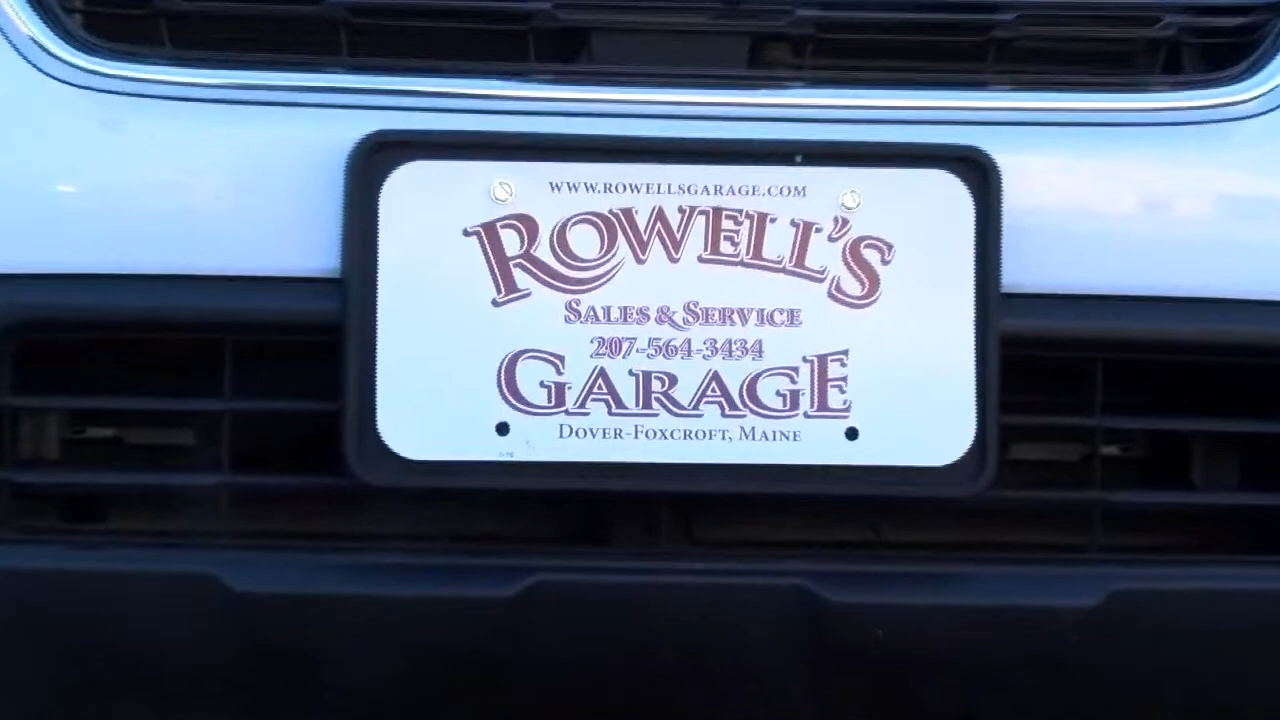 WWW.ROWELLSGARAGE.COM
ROWELL'S
SALES & SERVICE
207-564-3434
GARAGE
DOVER-FOXCROFT, MAINE